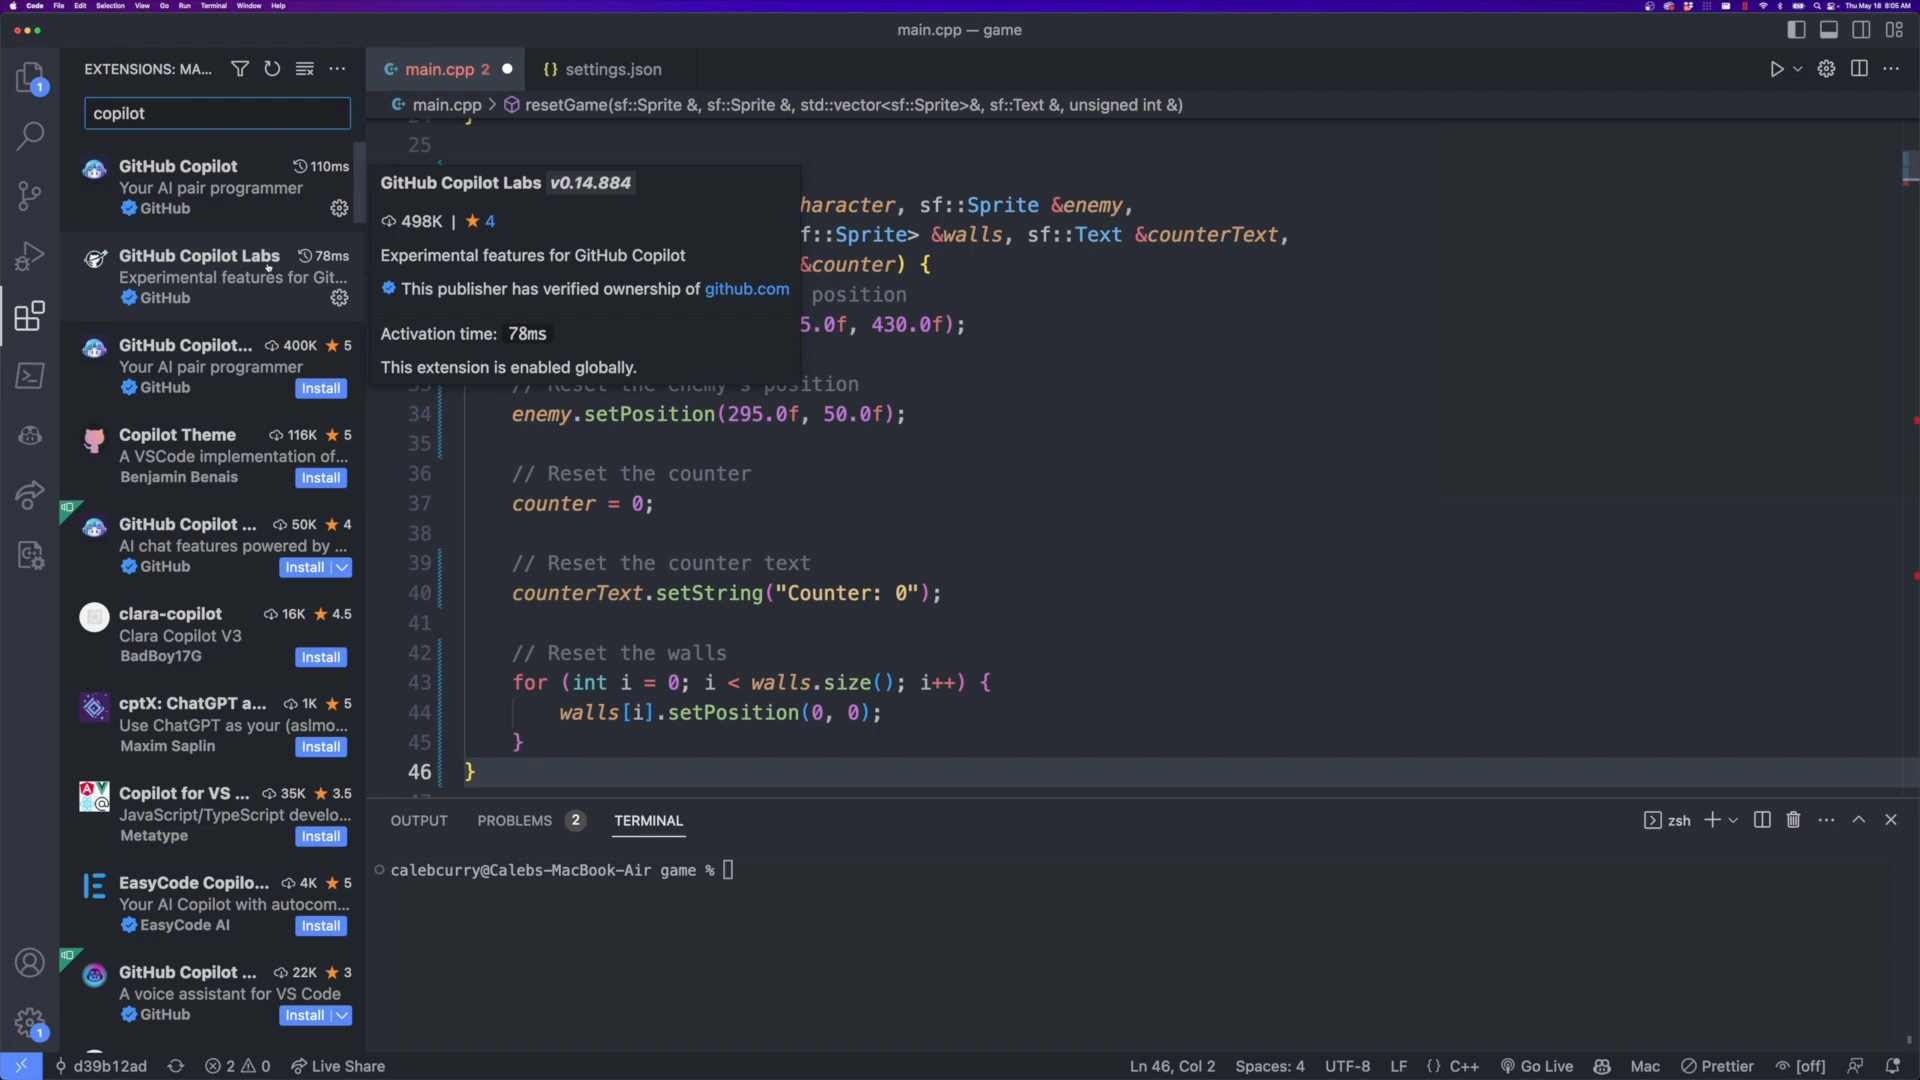 Code File Edit Selection View Go Run Terminal Window Help
Thu May 18 8:05 AM
main.cpp — game
EXTENSIONS: MA...
main.cpp 2
{} settings.json
copilot
main.cpp > resetGame(sf::Sprite &, sf::Sprite &, std::vector<sf::Sprite>&, sf::Text &, unsigned int &)
GitHub Copilot 110ms
Your AI pair programmer
GitHub
GitHub Copilot Labs 78ms
Experimental features for Git...
GitHub
GitHub Copilot... 400K 5
Your AI pair programmer
GitHub Install
Copilot Theme 116K 5
A VSCode implementation of...
Benjamin Benais Install
GitHub Copilot ... 50K 4
AI chat features powered by ...
GitHub Install
clara-copilot 16K 4.5
Clara Copilot V3
BadBoy17G Install
cptX: ChatGPT a... 1K 5
Use ChatGPT as your (aslmo...
Maxim Saplin Install
Copilot for VS ... 35K 3.5
JavaScript/TypeScript develo...
Metatype Install
EasyCode Copilo... 4K 5
Your AI Copilot with autocom...
EasyCode AI Install
GitHub Copilot ... 22K 3
A voice assistant for VS Code
GitHub Install
GitHub Copilot Labs v0.14.884
498K | 4
Experimental features for GitHub Copilot
This publisher has verified ownership of github.com
Activation time: 78ms
This extension is enabled globally.
25
haracter, sf::Sprite &enemy,
f::Sprite> &walls, sf::Text &counterText,
&counter) {
position
5.0f, 430.0f);
// Reset the enemy's position
34 enemy.setPosition(295.0f, 50.0f);
35
36 // Reset the counter
37 counter = 0;
38
39 // Reset the counter text
40 counterText.setString("Counter: 0");
41
42 // Reset the walls
43 for (int i = 0; i < walls.size(); i++) {
44 walls[i].setPosition(0, 0);
45 }
46 }
OUTPUT PROBLEMS 2 TERMINAL
zsh
calebcurry@Calebs-MacBook-Air game %
1
1
d39b12ad 2 0 Live Share
Ln 46, Col 2 Spaces: 4 UTF-8 LF {} C++ Go Live Mac Prettier [off]